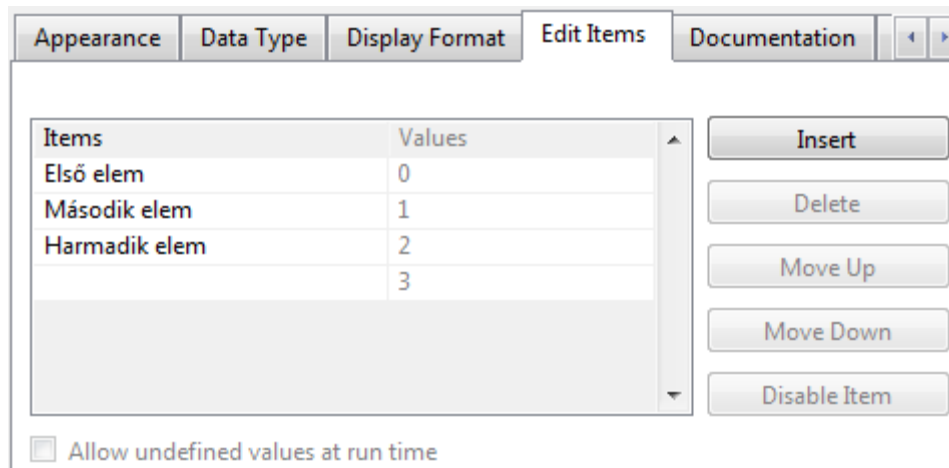 Appearance Data Type Display Format Edit Items Documentation
Items Values
Első elem 0
Második elem 1
Harmadik elem 2
3
Insert
Delete
Move Up
Move Down
Disable Item
Allow undefined values at run time